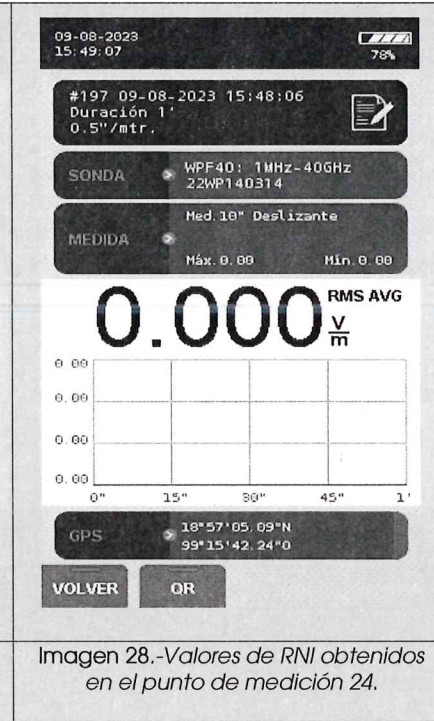 09-08-2023
15:49:07
78%
#197 09-08-2023 15:48:06
Duración 1'
0.5"/mtr.
SONDA
WPF40: 1MHz-40GHz
22WP140314
MEDIDA
Med.10" Deslizante
Máx.0.00 Mín.0.00
0.000 RMS AVG V/m
0.00
0.00
0.00
0.00
0" 15" 30" 45" 1'
GPS
18°57'05.09"N
99°15'42.24"O
VOLVER QR
Imagen 28.-Valores de RNI obtenidos
en el punto de medición 24.